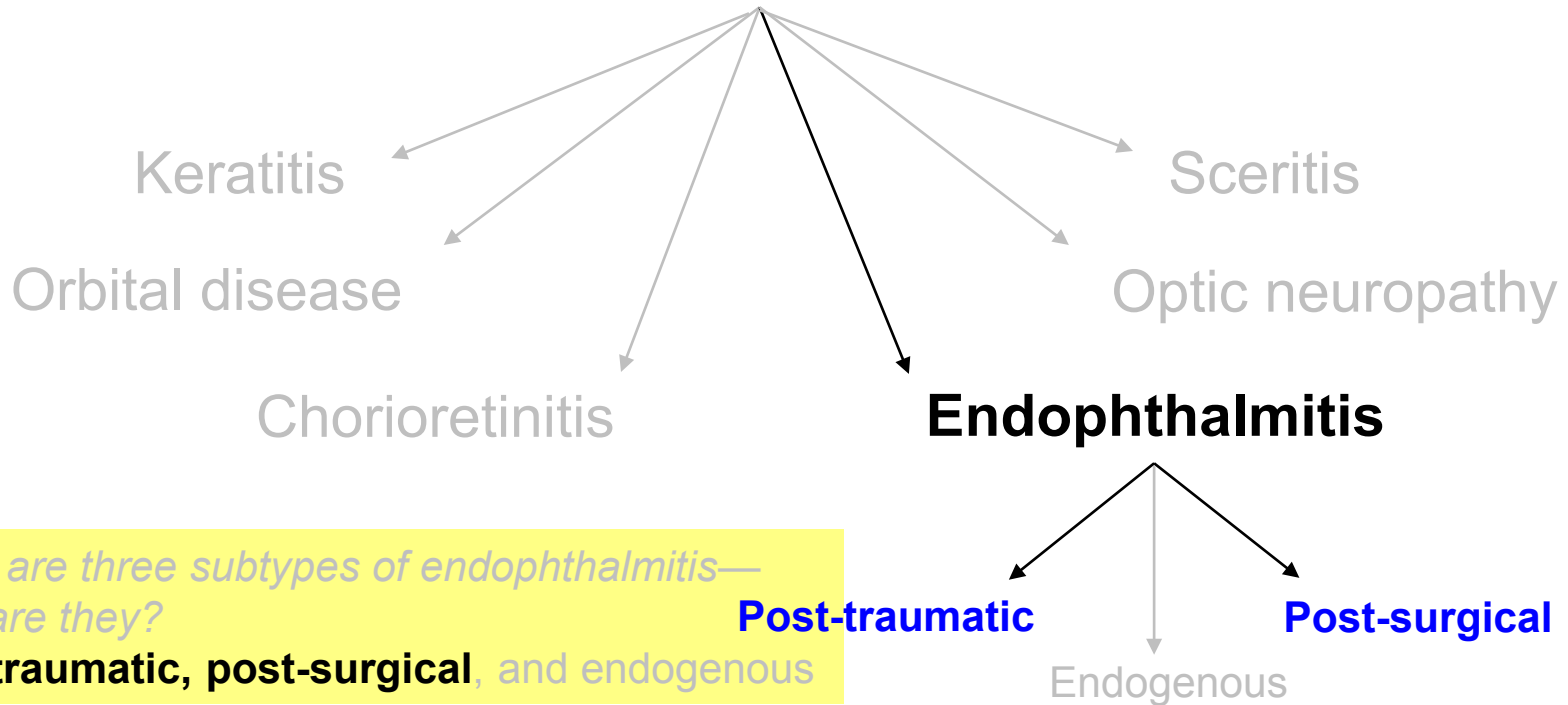 Keratitis
Sceritis
Orbital disease
Optic neuropathy
Chorioretinitis
Endophthalmitis
are three subtypes of endophthalmitis—
are they?
traumatic, post-surgical, and endogenous
Post-traumatic
Post-surgical
Endogenous